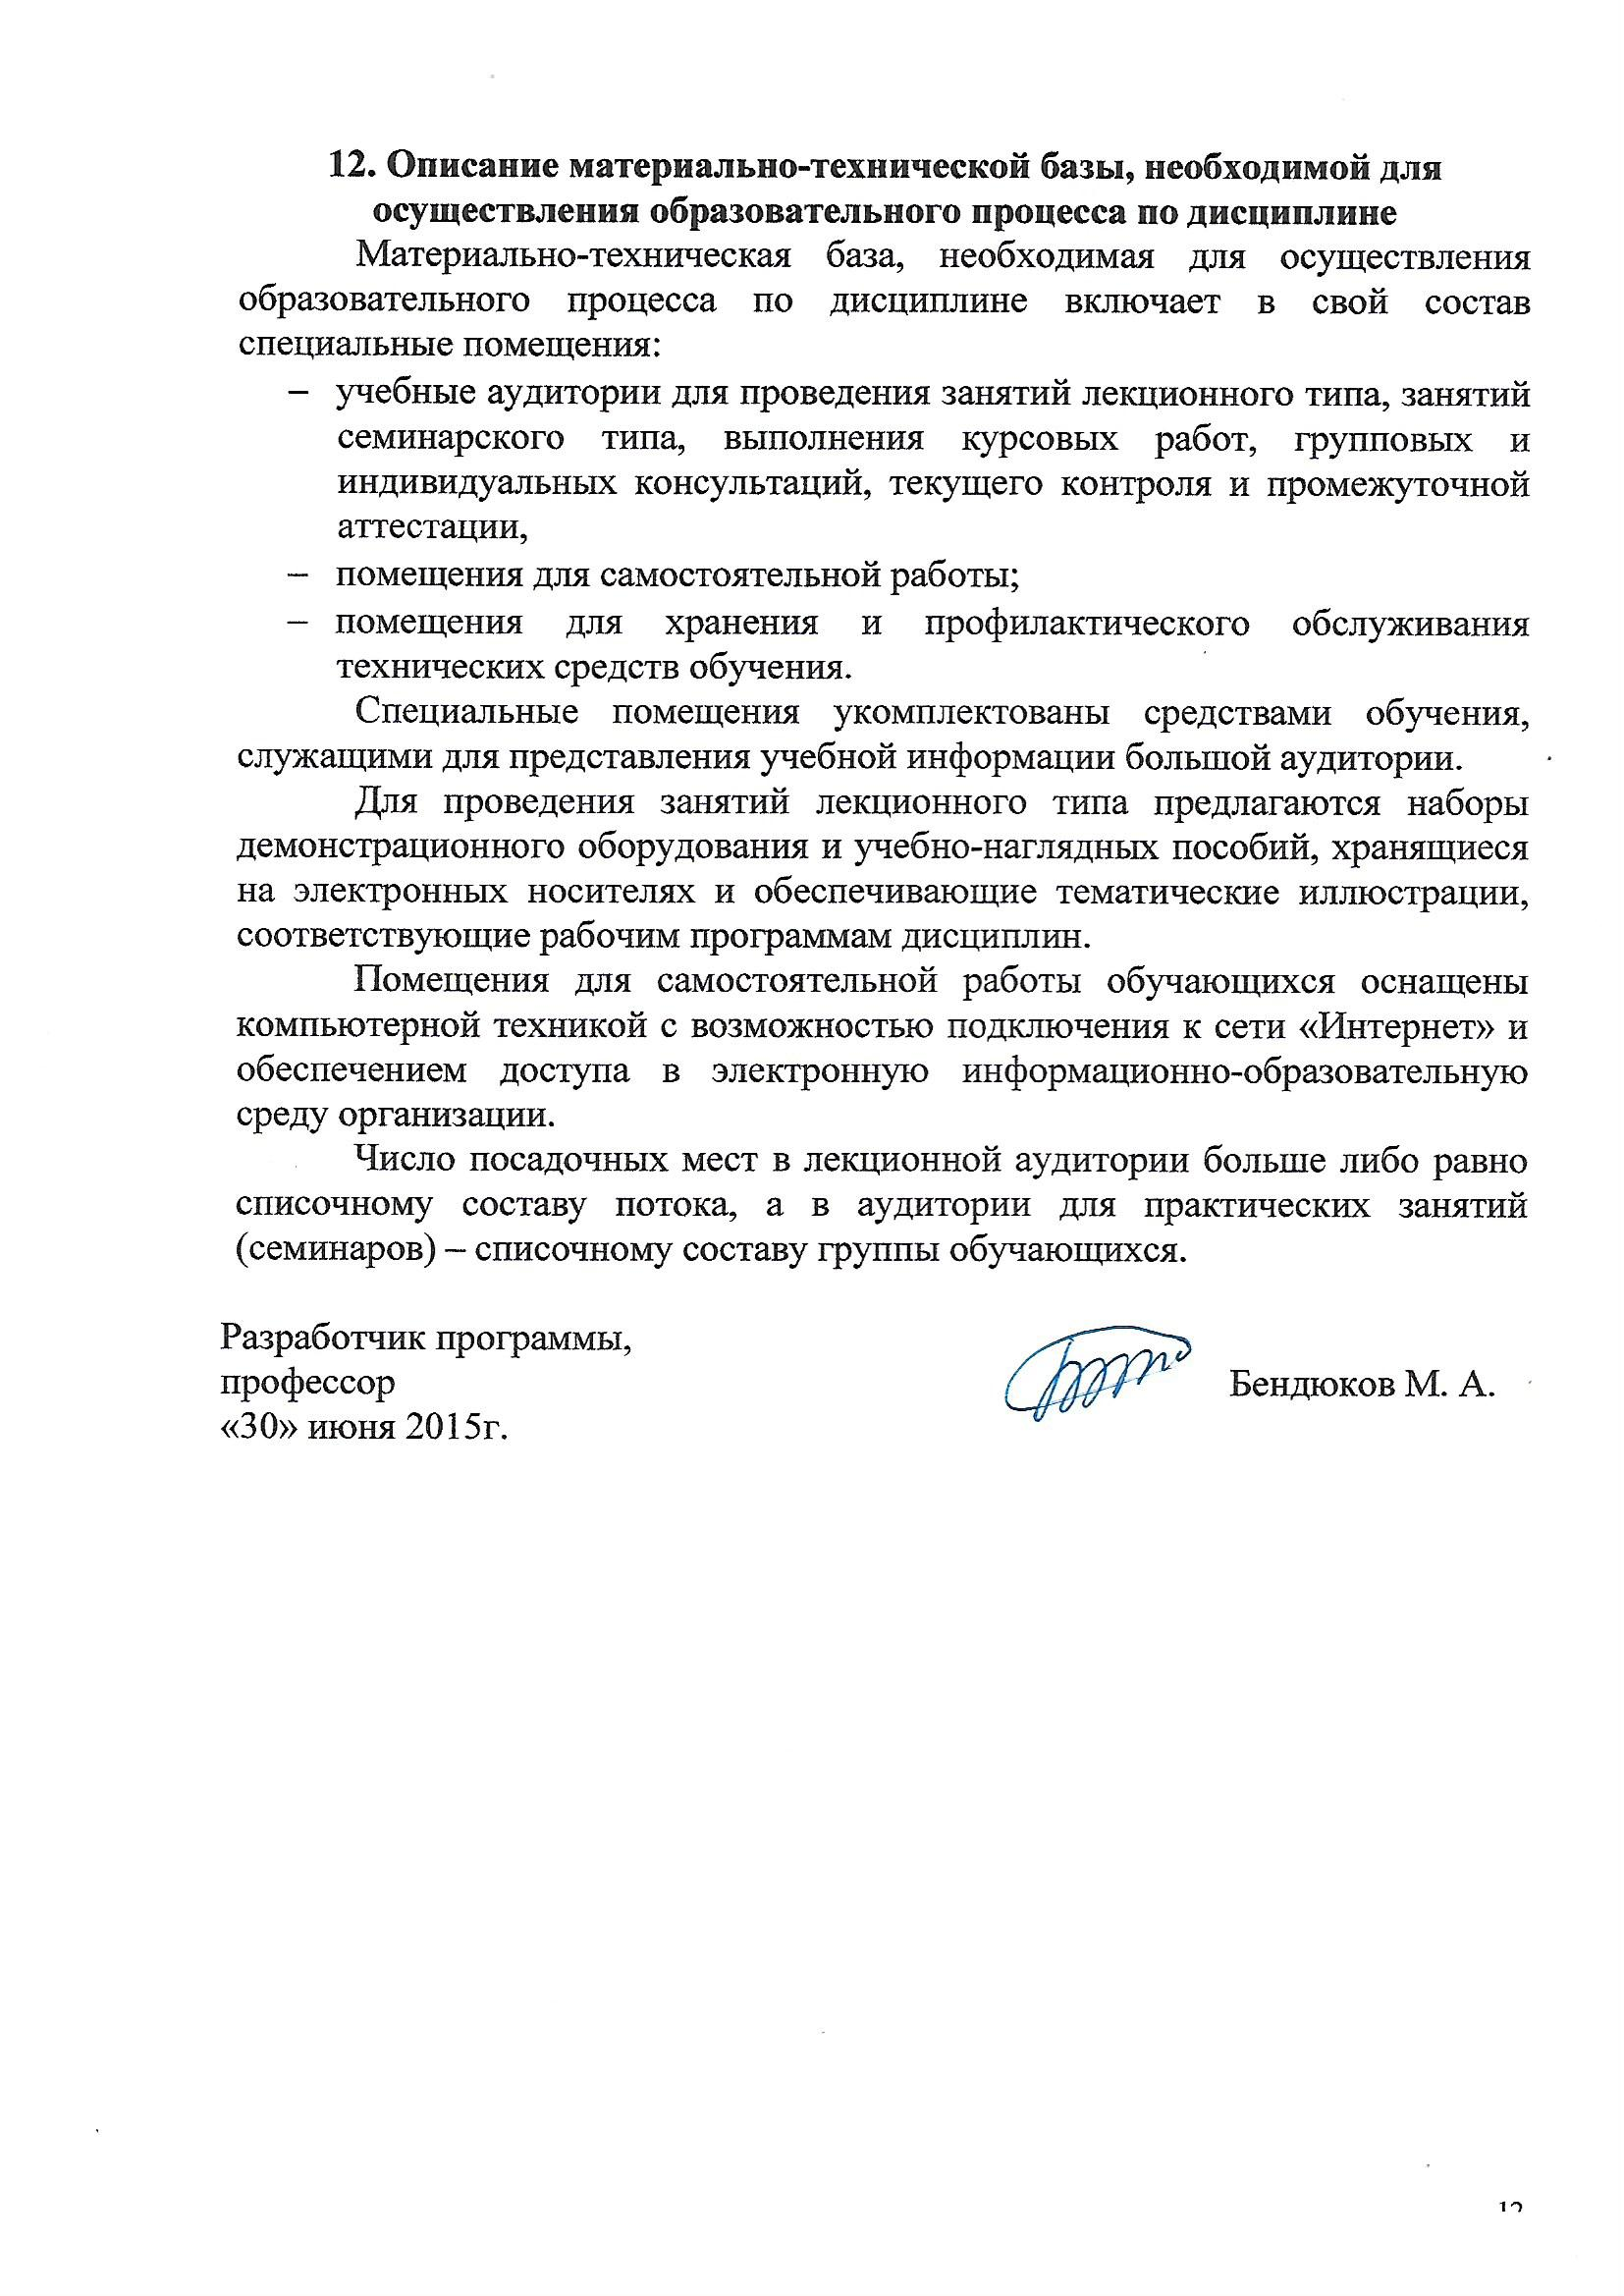 12. Описание материально-технической базы, необходимой для
осуществления образовательного процесса по дисциплине
Материально-техническая база, необходимая для осуществления
образовательного процесса по дисциплине включает в свой состав
специальные помещения:
– учебные аудитории для проведения занятий лекционного типа, занятий
семинарского типа, выполнения курсовых работ, групповых и
индивидуальных консультаций, текущего контроля и промежуточной
аттестации,
– помещения для самостоятельной работы;
– помещения для хранения и профилактического обслуживания
технических средств обучения.
Специальные помещения укомплектованы средствами обучения,
служащими для представления учебной информации большой аудитории.
Для проведения занятий лекционного типа предлагаются наборы
демонстрационного оборудования и учебно-наглядных пособий, хранящиеся
на электронных носителях и обеспечивающие тематические иллюстрации,
соответствующие рабочим программам дисциплин.
Помещения для самостоятельной работы обучающихся оснащены
компьютерной техникой с возможностью подключения к сети «Интернет» и
обеспечением доступа в электронную информационно-образовательную
среду организации.
Число посадочных мест в лекционной аудитории больше либо равно
списочному составу потока, а в аудитории для практических занятий
(семинаров) – списочному составу группы обучающихся.
Разработчик программы,
профессор
Бендюков М. А.
«30» июня 2015г.